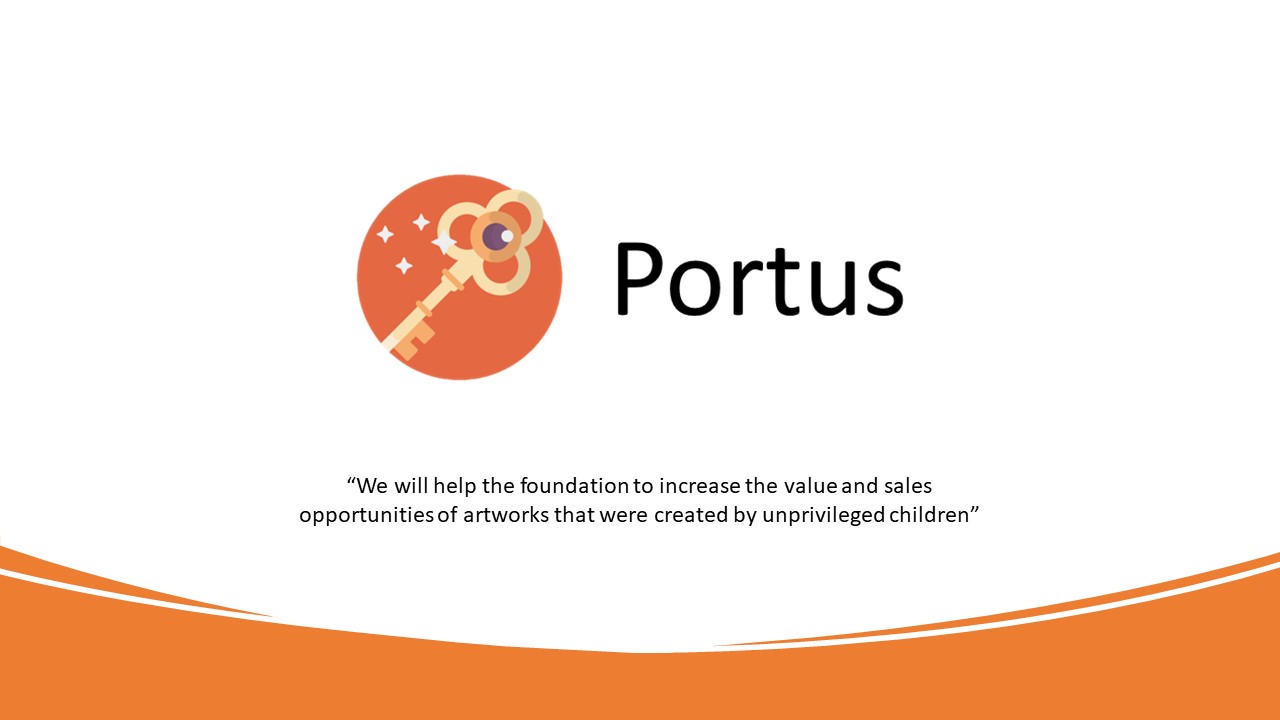 Portus
“We will help the foundation to increase the value and sales
opportunities of artworks that were created by unprivileged children”